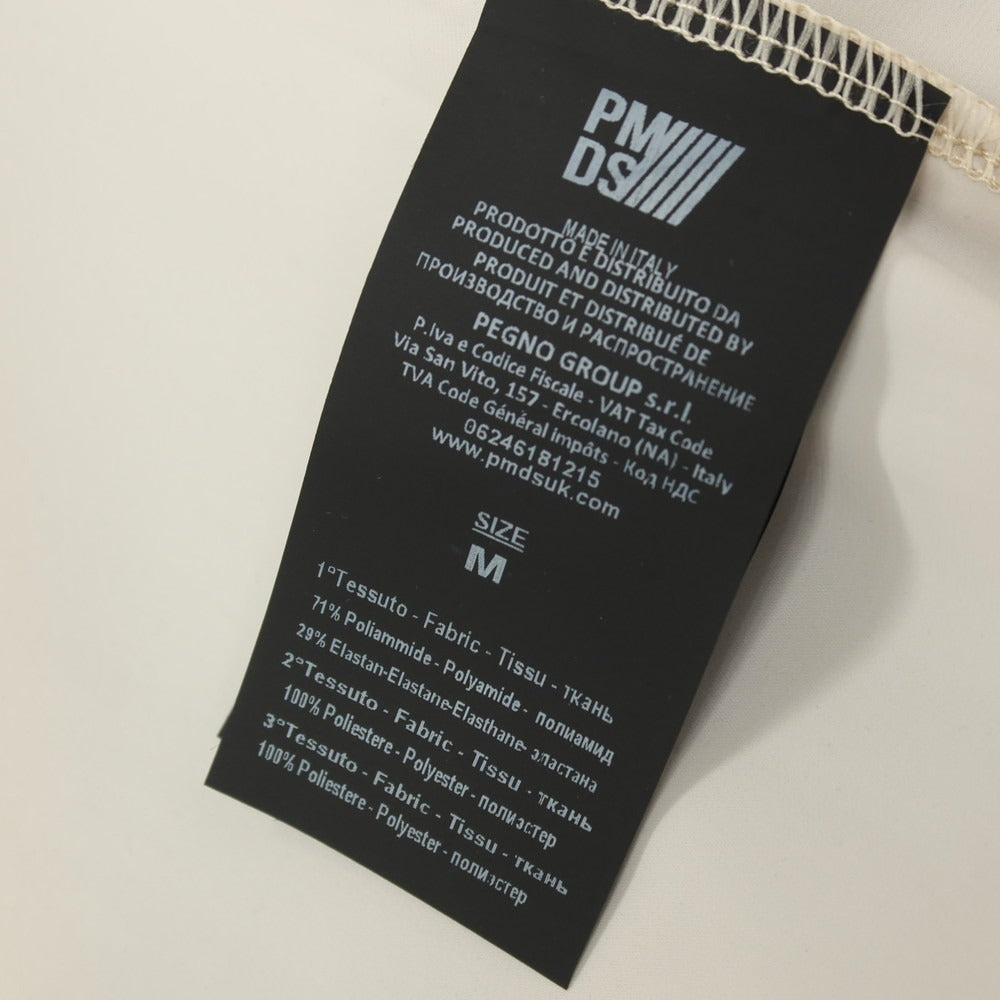 PM
DS
MADE IN ITALY
PRODOTTO E DISTRIBUITO DA
PRODUCED AND DISTRIBUTED BY
PRODUIT ET DISTRIBUÉ DE
ПРОИЗВОДСТВО И РАСПРОСТРАНЕНИЕ
PEGNO GROUP s.r.l.
P.Iva e Codice Fiscale - VAT Tax Code
Via San Vito, 157 - Ercolano (NA) - Italy
TVA Code Général impôts - Код НДС
06246181215
www.pmdsuk.com
SIZE
M
1°Tessuto - Fabric - Tissu - ткань
71% Poliammide - Polyamide - полиамид
29% Elastan-Elastane-Elasthane- эластана
2°Tessuto - Fabric - Tissu - ткань
100% Poliestere - Polyester - полиэстер
3°Tessuto - Fabric - Tissu - ткань
100% Poliestere - Polyester - полиэстер